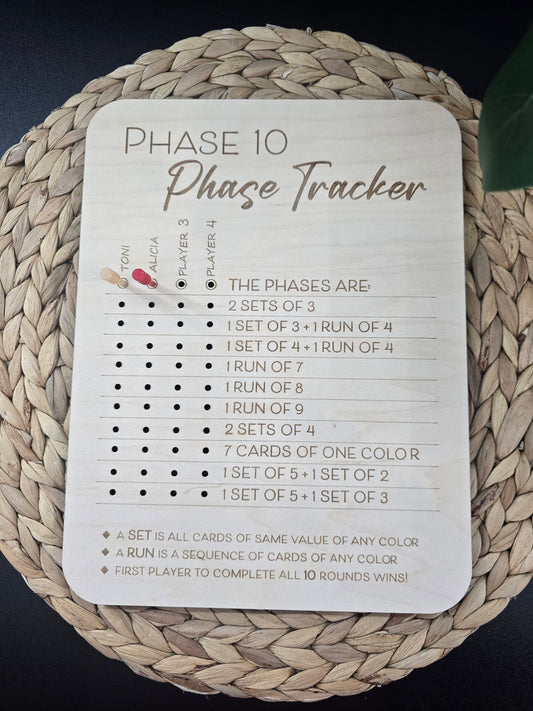 PHASE 10
Phase Tracker
TONI
ALICIA
PLAYER 3
PLAYER 4
THE PHASES ARE:
2 SETS OF 3
1 SET OF 3 + 1 RUN OF 4
1 SET OF 4 + 1 RUN OF 4
1 RUN OF 7
1 RUN OF 8
1 RUN OF 9
2 SETS OF 4
7 CARDS OF ONE COLOR
1 SET OF 5 + 1 SET OF 2
1 SET OF 5 + 1 SET OF 3
◆ A SET IS ALL CARDS OF SAME VALUE OF ANY COLOR
◆ A RUN IS A SEQUENCE OF CARDS OF ANY COLOR
◆ FIRST PLAYER TO COMPLETE ALL 10 ROUNDS WINS!